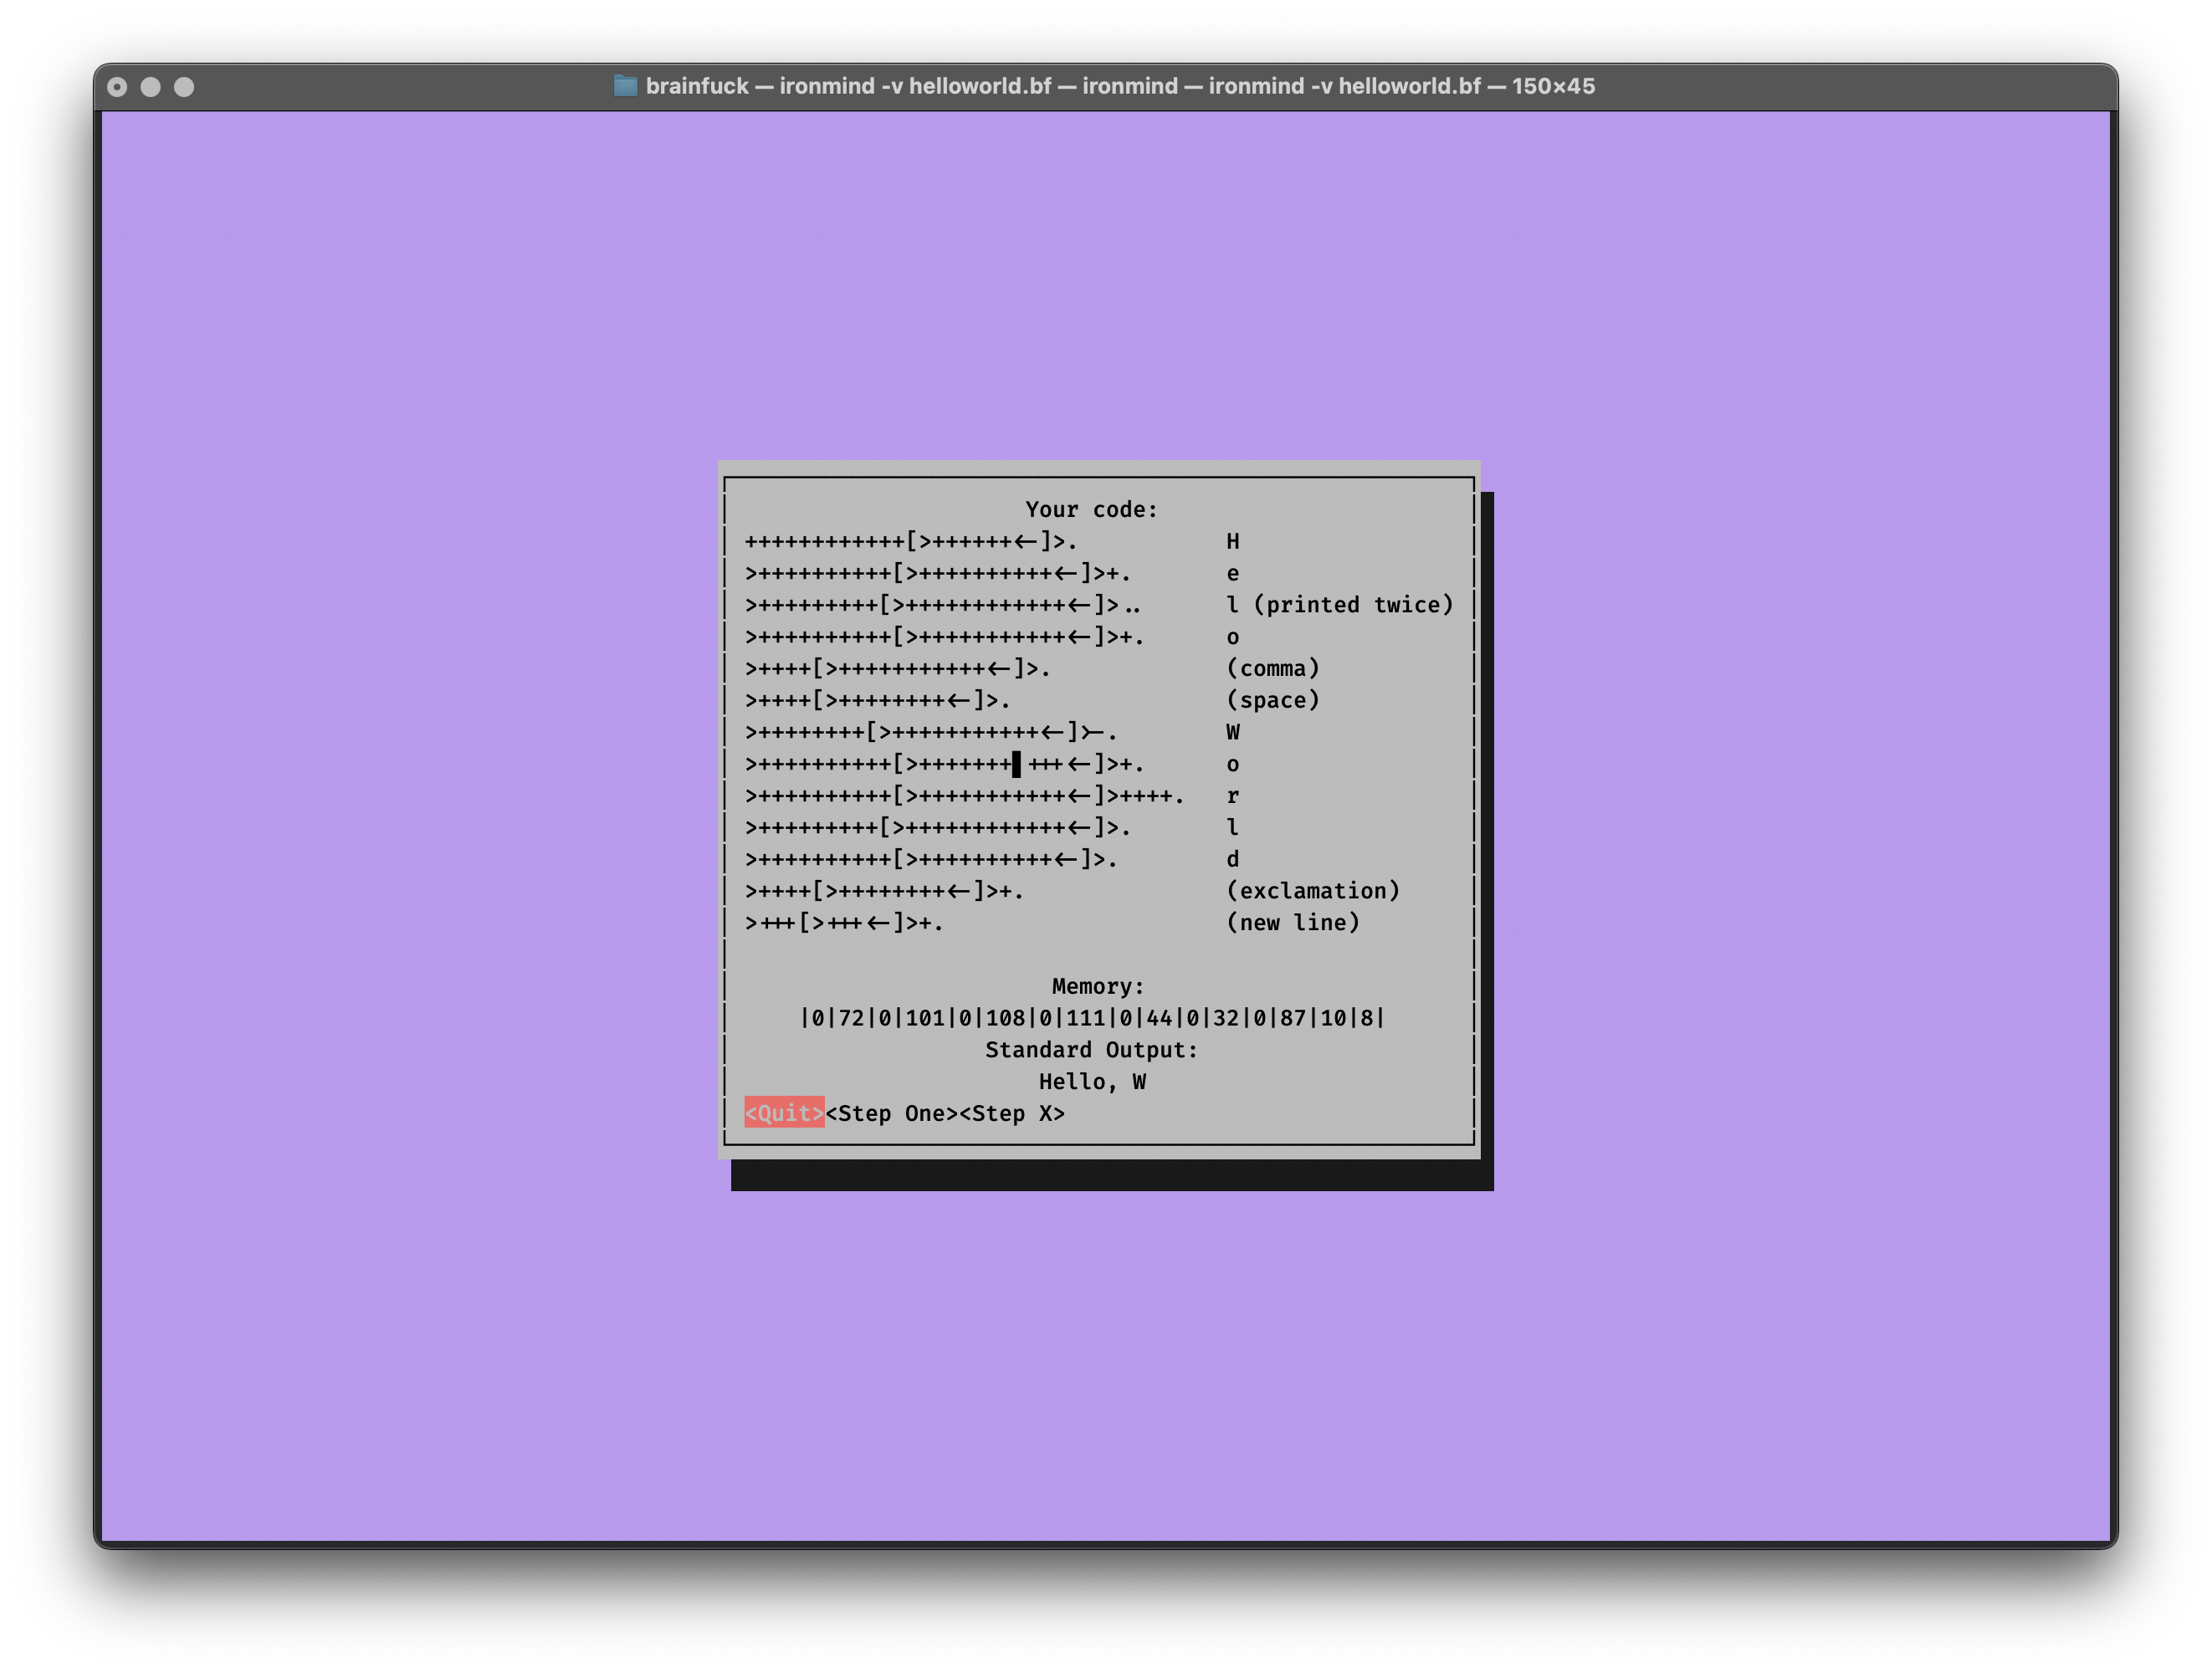 brainfuck — ironmind -v helloworld.bf — ironmind — ironmind -v helloworld.bf — 150×45
Your code:
++++++++++++[>++++++<-]>. H
>++++++++++[>++++++++++<-]>+. e
>+++++++++[>++++++++++++<-]>.. l (printed twice)
>++++++++++[>+++++++++++<-]>+. o
>++++[>+++++++++++<-]>. (comma)
>++++[>++++++++<-]>. (space)
>++++++++[>+++++++++++<-]>-. W
>++++++++++[>+++++++▋+++<-]>+. o
>++++++++++[>+++++++++++<-]>++++. r
>+++++++++[>++++++++++++<-]>. l
>++++++++++[>++++++++++<-]>. d
>++++[>++++++++<-]>+. (exclamation)
>+++[>+++<-]>+. (new line)
Memory:
|0|72|0|101|0|108|0|111|0|44|0|32|0|87|10|8|
Standard Output:
Hello, W
<Quit><Step One><Step X>